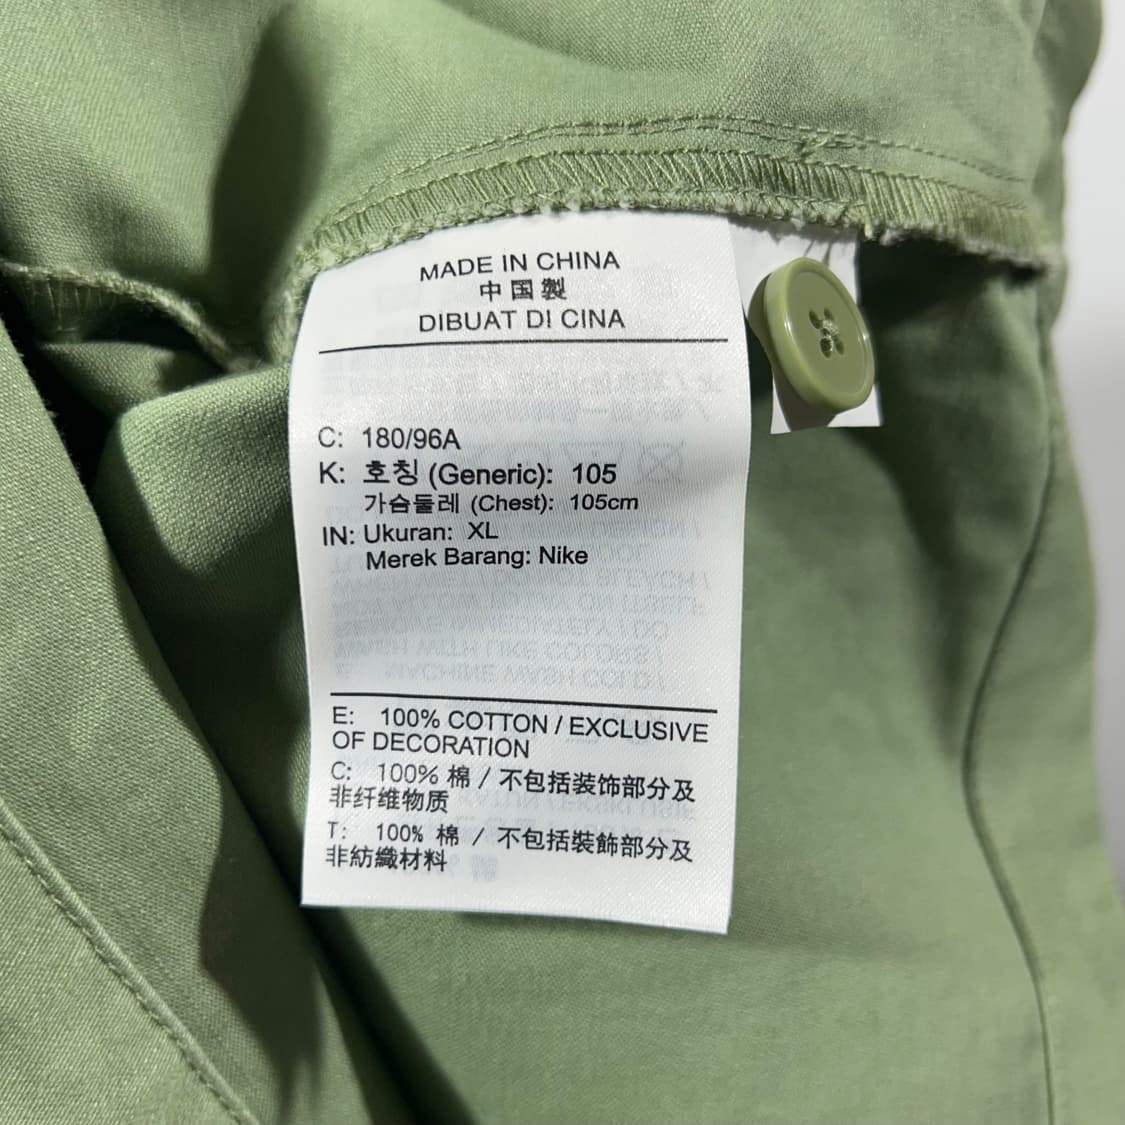 MADE IN CHINA
中国製
DIBUAT DI CINA
C: 180/96A
K: 호칭 (Generic): 105
가슴둘레 (Chest): 105cm
IN: Ukuran: XL
Merek Barang: Nike
E: 100% COTTON / EXCLUSIVE
OF DECORATION
C: 100% 棉 / 不包括装饰部分及
非纤维物质
T: 100% 棉 / 不包括裝飾部分及
非紡織材料